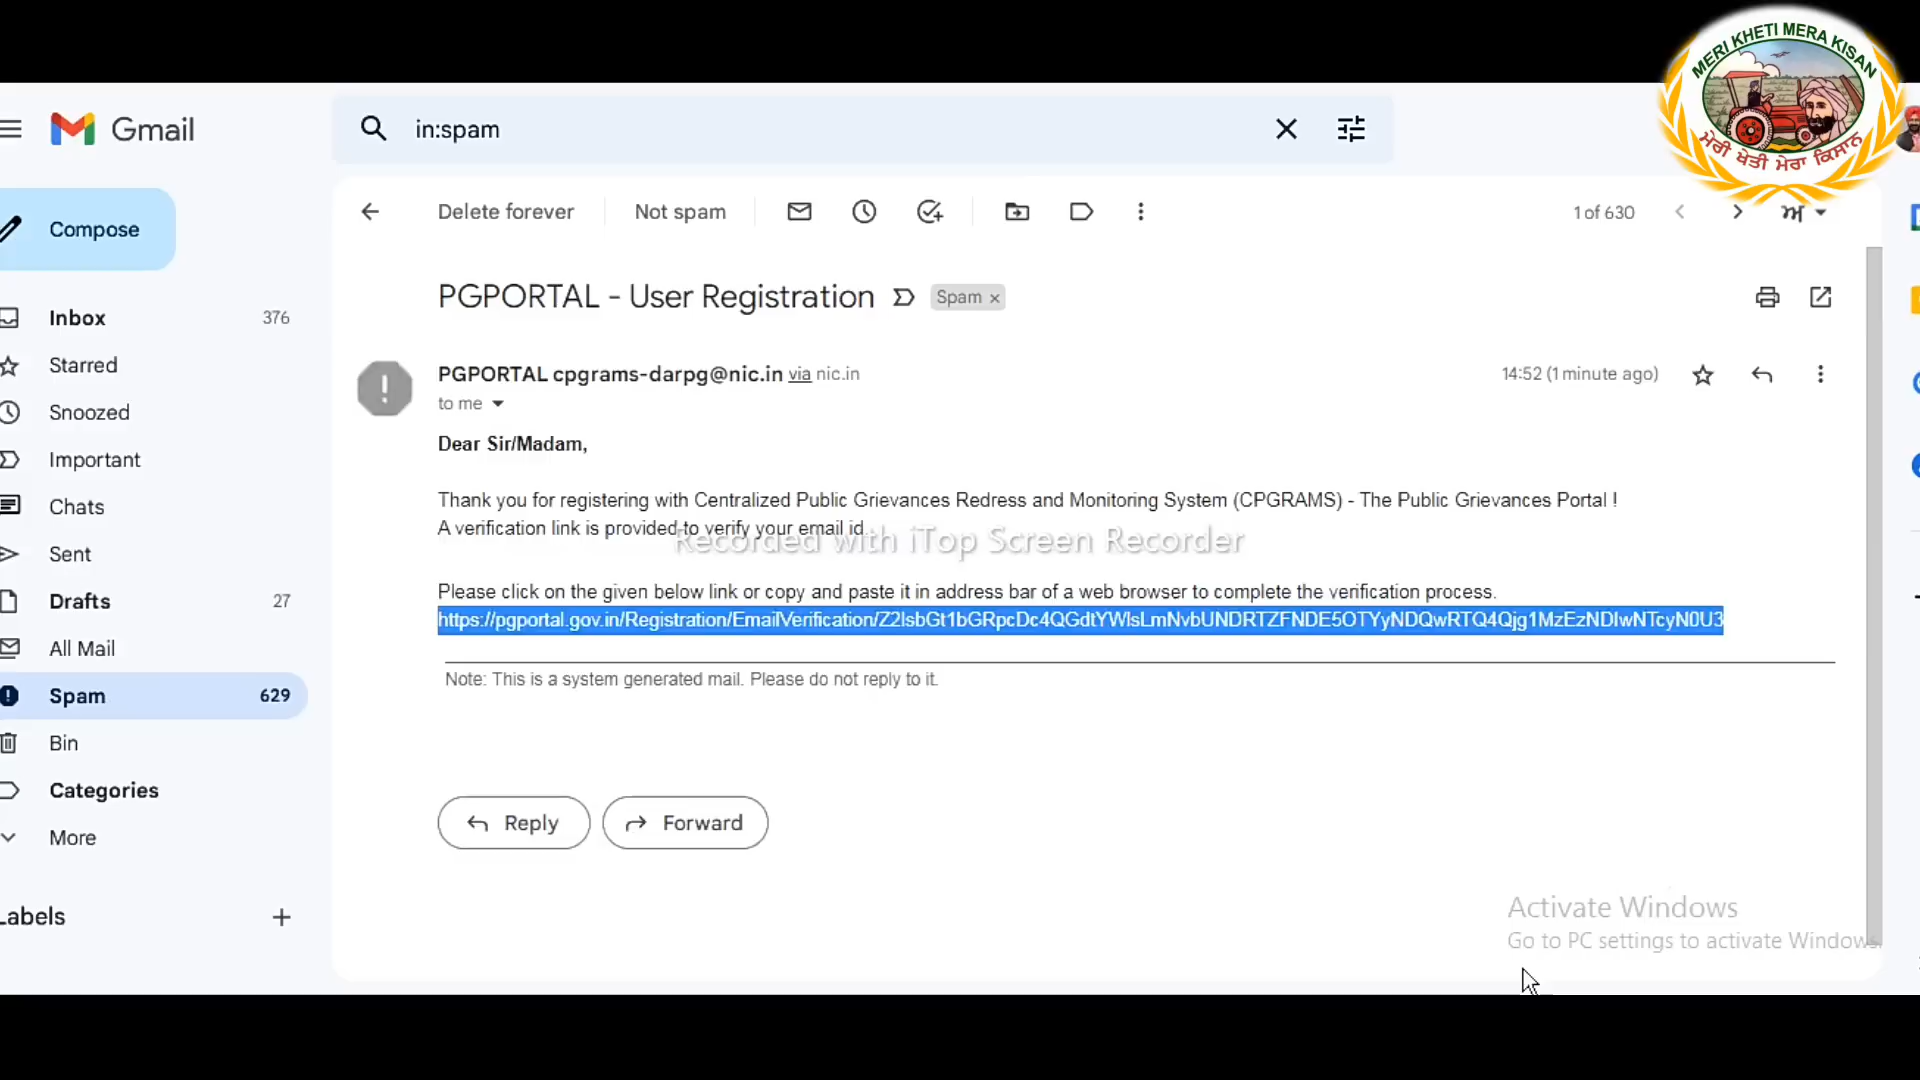 MERI KHETI MERA KISAN
ਮੇਰੀ ਖੇਤੀ ਮੇਰਾ ਕਿਸਾਨ
Gmail
in:spam
Compose
Delete forever
Not spam
1 of 630
ਅ
Inbox 376
Starred
Snoozed
Important
Chats
Sent
Drafts 27
All Mail
Spam 629
Bin
Categories
More
Labels
PGPORTAL - User Registration
Spam ×
PGPORTAL cpgrams-darpg@nic.in via nic.in
14:52 (1 minute ago)
to me
Dear Sir/Madam,
Thank you for registering with Centralized Public Grievances Redress and Monitoring System (CPGRAMS) - The Public Grievances Portal !
A verification link is provided to verify your email id.
Recorded with iTop Screen Recorder
Please click on the given below link or copy and paste it in address bar of a web browser to complete the verification process.
https://pgportal.gov.in/Registration/EmailVerification/Z2lsbGt1bGRpcDc4QGdtYWlsLmNvbUNDRTZFNDE5OTYyNDQwRTQ4Qjg1MzEzNDIwNTcyN0U3
Note: This is a system generated mail. Please do not reply to it.
Reply
Forward
Activate Windows
Go to PC settings to activate Windows.